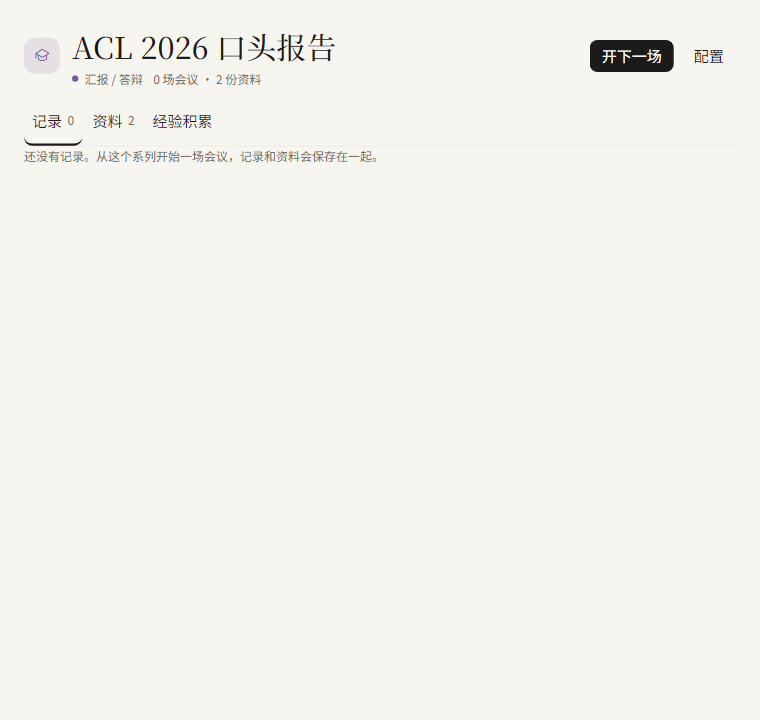 ACL 2026 口头报告
汇报 / 答辩 0 场会议 · 2 份资料
开下一场
配置
记录 0
资料 2
经验积累
还没有记录。从这个系列开始一场会议，记录和资料会保存在一起。